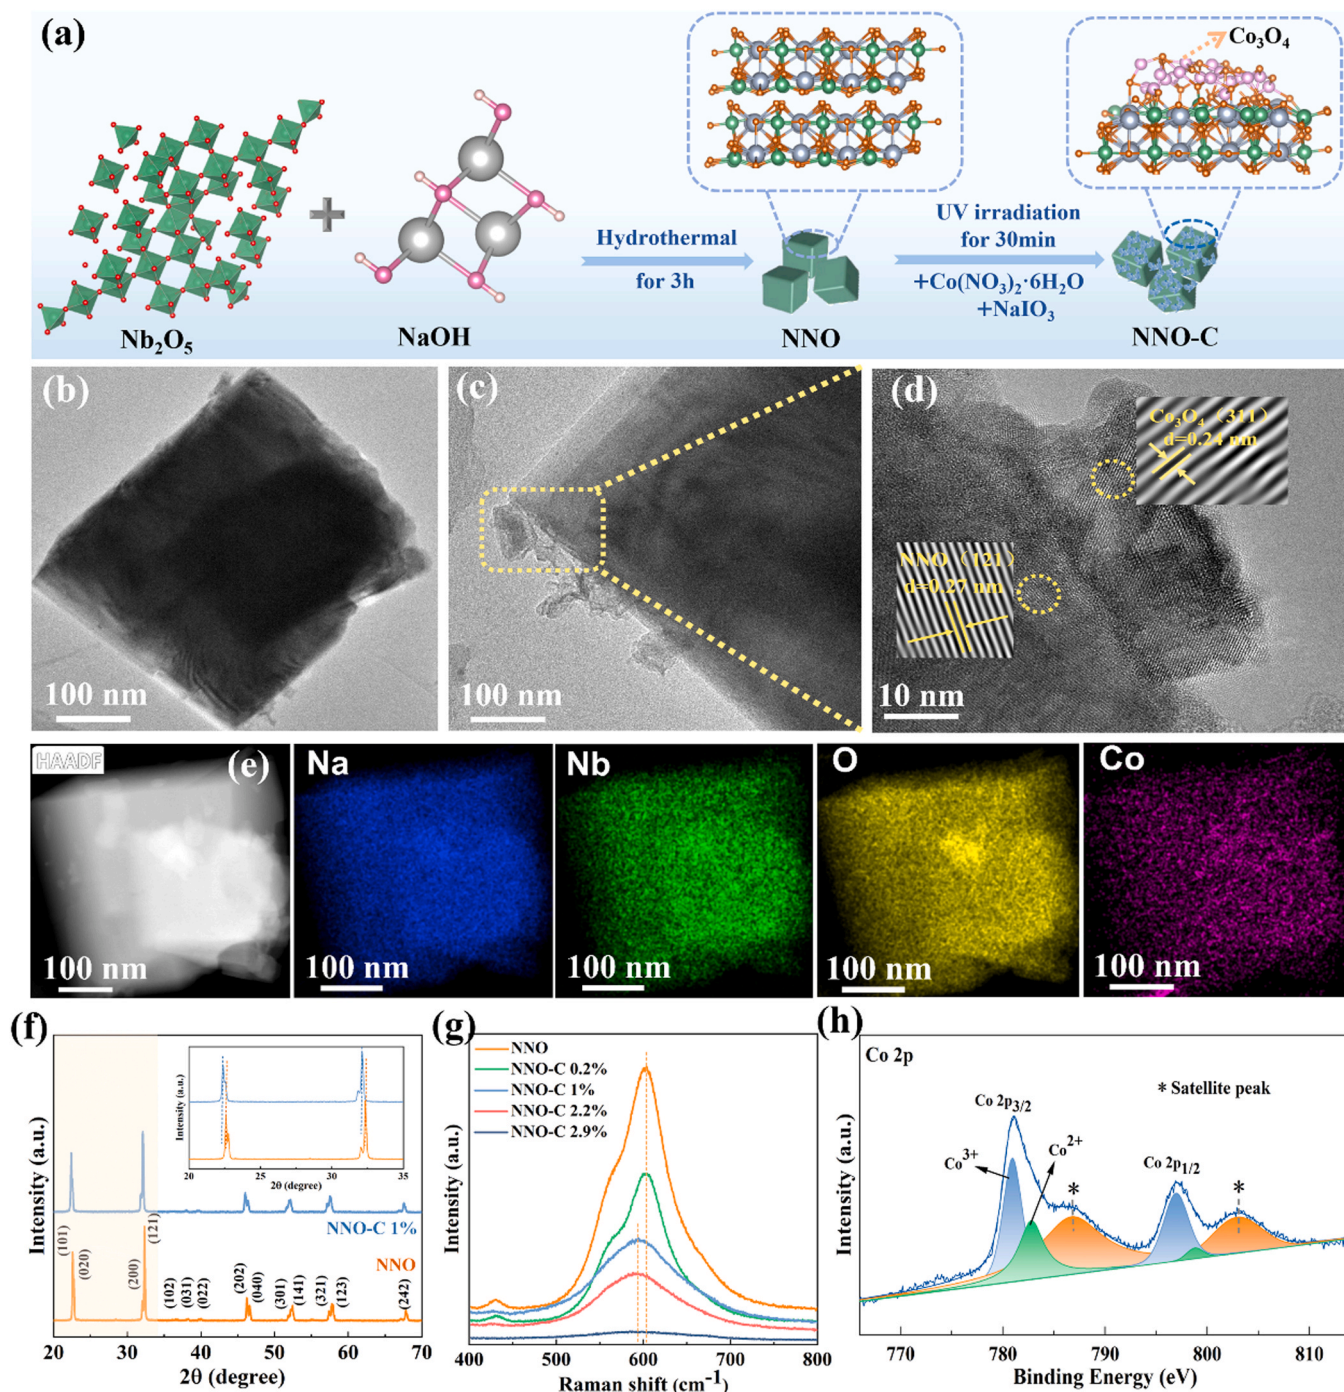 (a)
Co₃O₄
Hydrothermal
for 3h
UV irradiation
for 30min
+Co(NO₃)₂·6H₂O
+NaIO₃
Nb₂O₅
NaOH
NNO
NNO-C
(b)
100 nm
(c)
100 nm
(d)
Co₃O₄（311）
d=0.24 nm
NNO（121）
d=0.27 nm
10 nm
HAADF
(e)
100 nm
Na
100 nm
Nb
100 nm
O
100 nm
Co
100 nm
(f)
Intensity (a.u.)
Intensity (a.u.)
20 25 30 35
2θ (degree)
NNO-C 1%
NNO
(101)
(020)
(200)
(121)
(102)
(031)
(022)
(202)
(040)
(301)
(141)
(321)
(123)
(242)
20 30 40 50 60 70
2θ (degree)
(g)
Intensity (a.u.)
NNO
NNO-C 0.2%
NNO-C 1%
NNO-C 2.2%
NNO-C 2.9%
400 500 600 700 800
Raman shift (cm⁻¹)
(h)
Intensity (a.u.)
Co 2p
* Satellite peak
Co 2p₃/₂
Co³⁺
Co²⁺
*
Co 2p₁/₂
*
770 780 790 800 810
Binding Energy (eV)